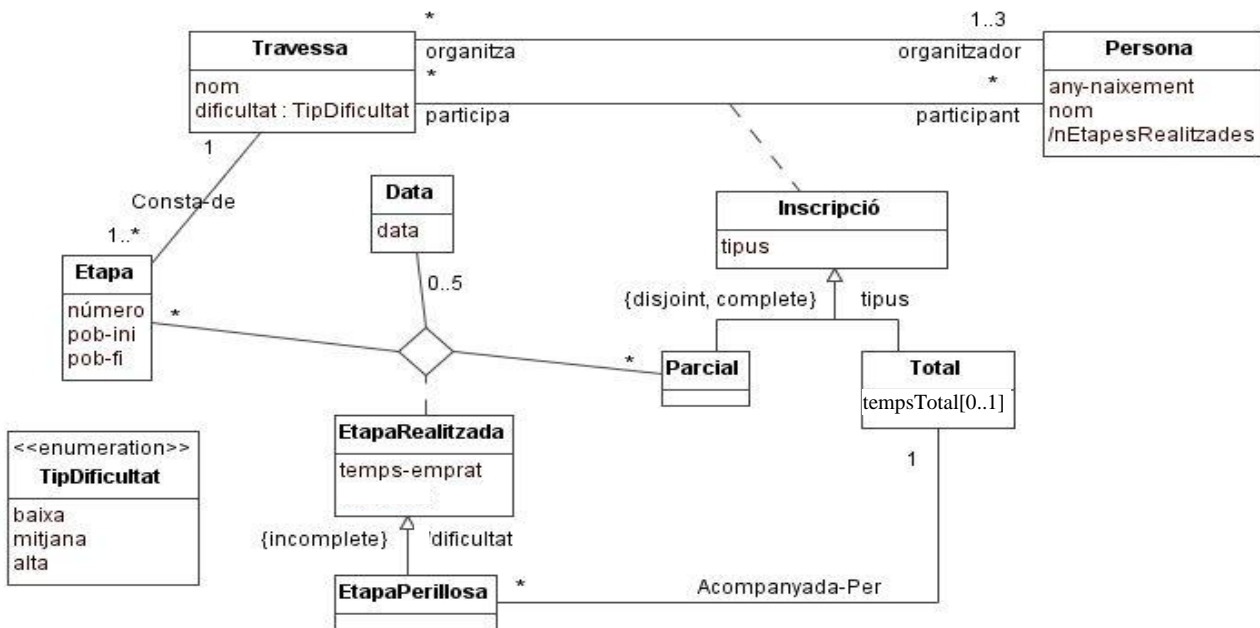 *
1..3
Travessa
organitza
organitzador
Persona
nom
dificultat : TipDificultat
*
*
participa
participant
any-naixement
nom
/nEtapesRealitzades
1
Consta-de
1..*
Data
data
Inscripció
tipus
Etapa
número
pob-ini
pob-fi
0..5
{disjoint, complete}
tipus
*
*
Parcial
Total
tempsTotal[0..1]
EtapaRealitzada
temps-emprat
<<enumeration>>
TipDificultat
baixa
mitjana
alta
1
{incomplete}
/dificultat
EtapaPerillosa
*
Acompanyada-Per